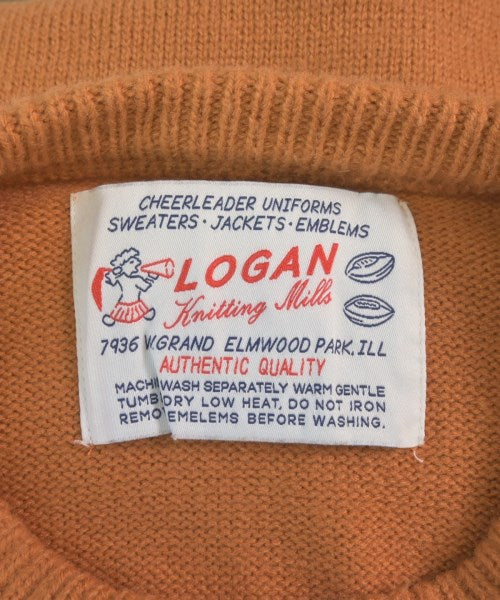 CHEERLEADER UNIFORMS
SWEATERS · JACKETS · EMBLEMS
LOGAN
Knitting Mills
7936 W. GRAND ELMWOOD PARK, ILL
AUTHENTIC QUALITY
MACHI WASH SEPARATELY WARM GENTLE
TUMB DRY LOW HEAT, DO NOT IRON
REMO EMELEMS BEFORE WASHING.